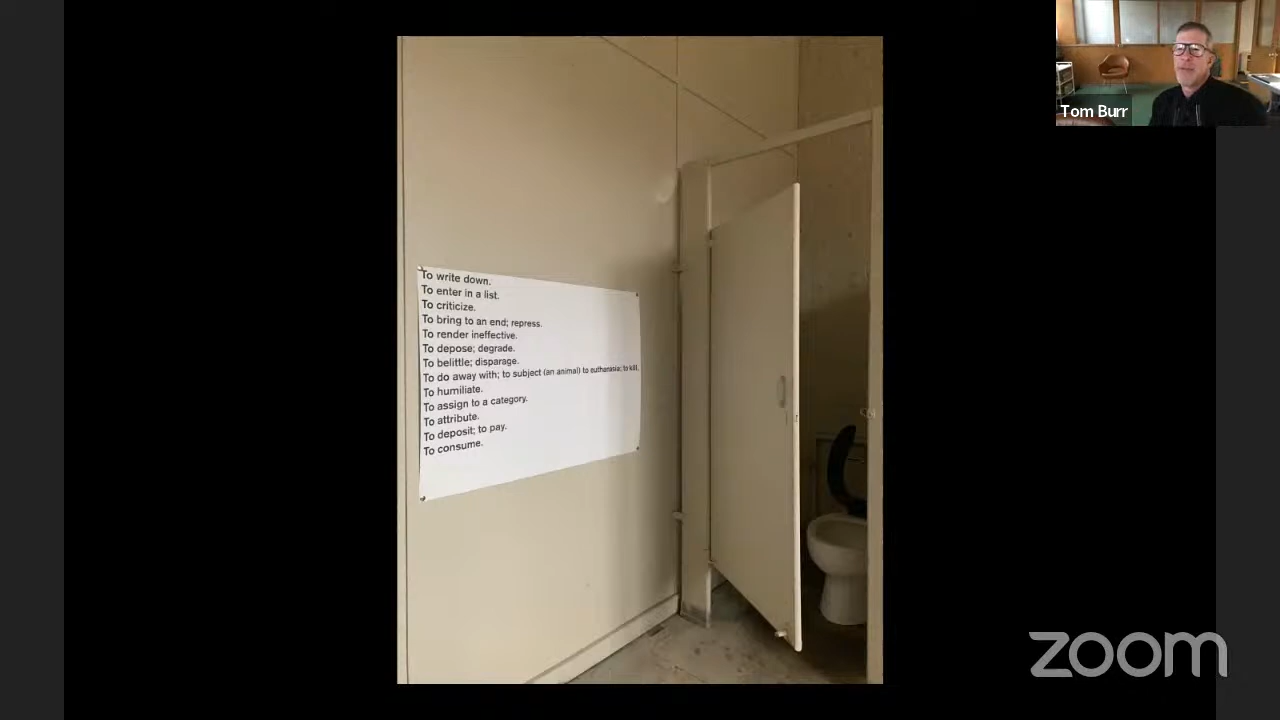 Tom Burr
To write down.
To enter in a list.
To criticize.
To bring to an end; repress.
To render ineffective.
To depose; degrade.
To belittle; disparage.
To do away with; to subject (an animal) to euthanasia; to kill.
To humiliate.
To assign to a category.
To attribute.
To deposit; to pay.
To consume.
zoom